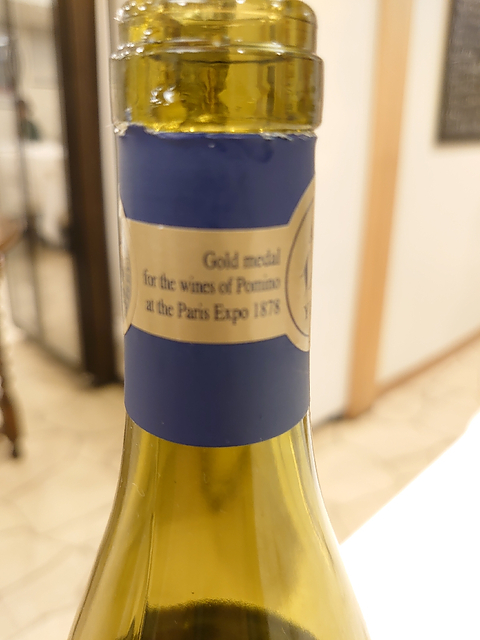 Gold medal
for the wines of Pomino
at the Paris Expo 1878